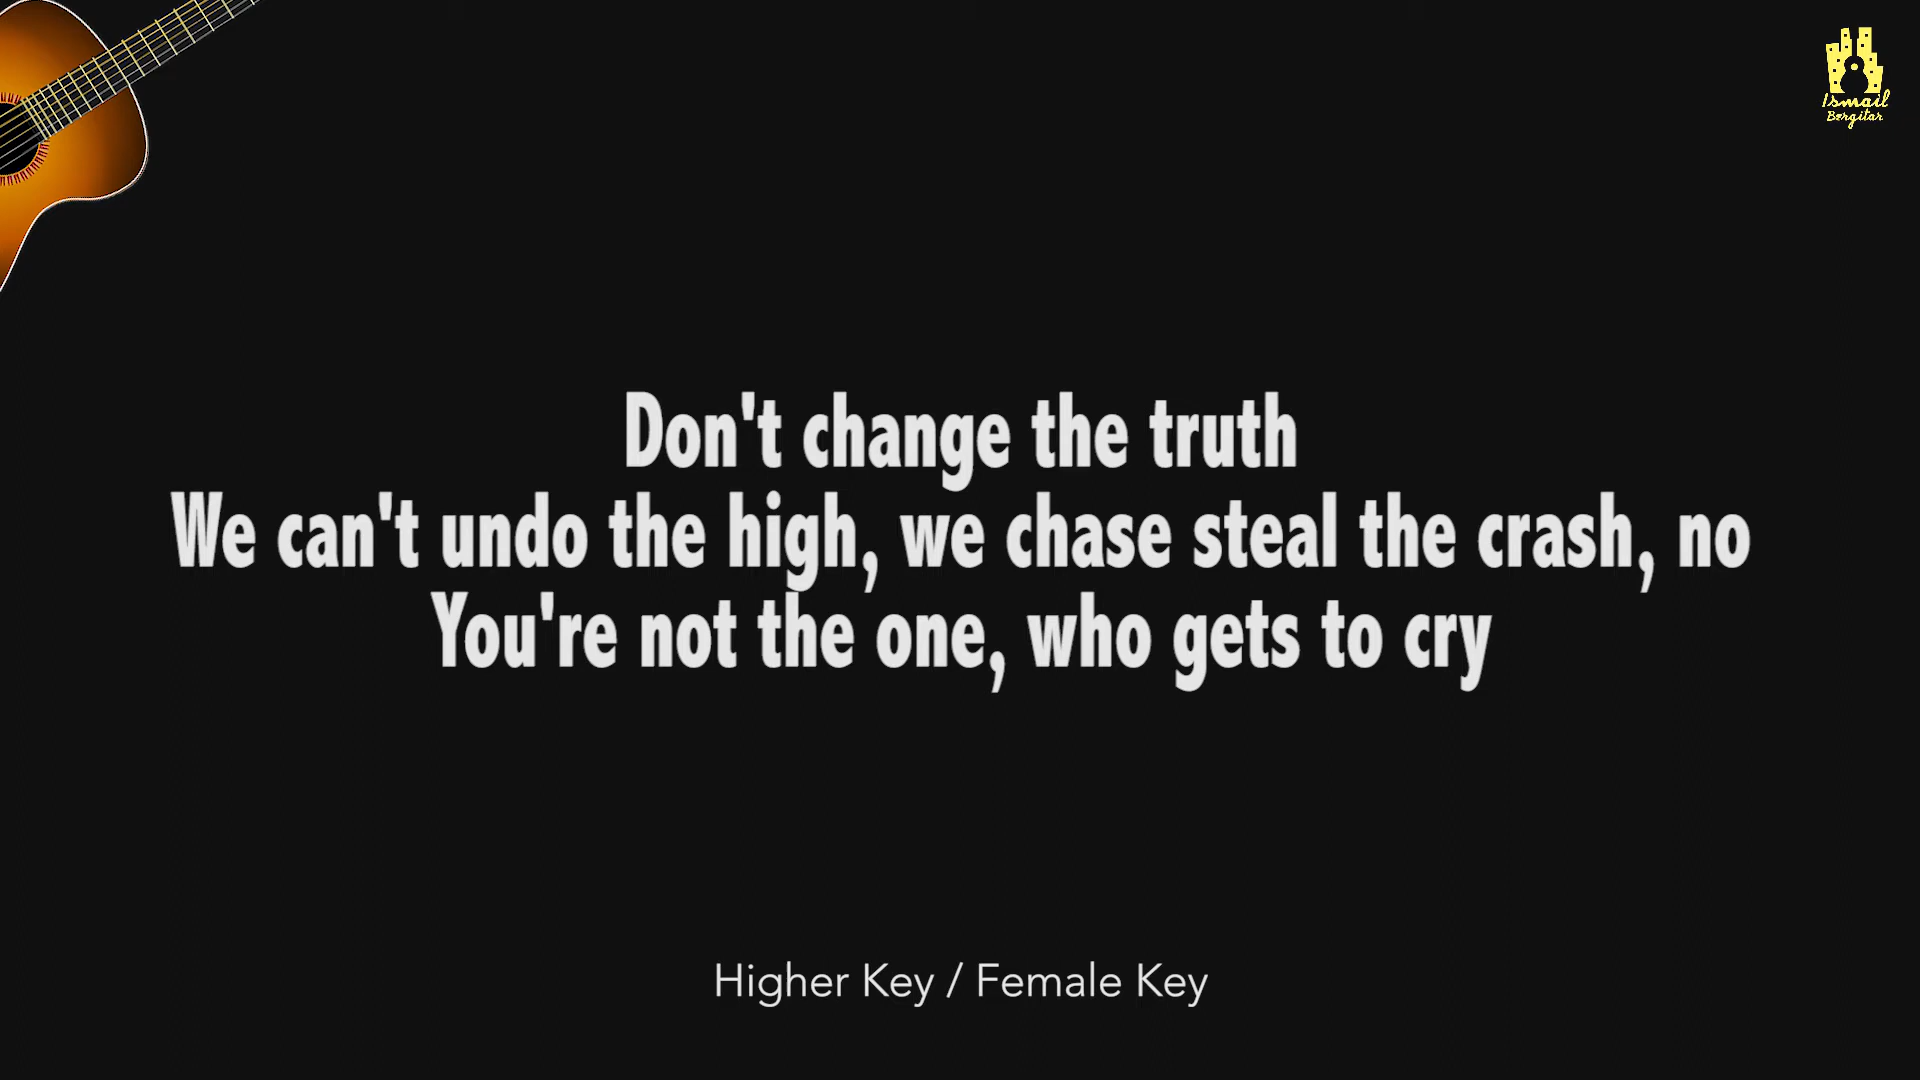 Ismail
Bergitar
Don't change the truth
We can't undo the high, we chase steal the crash, no
You're not the one, who gets to cry
Higher Key / Female Key